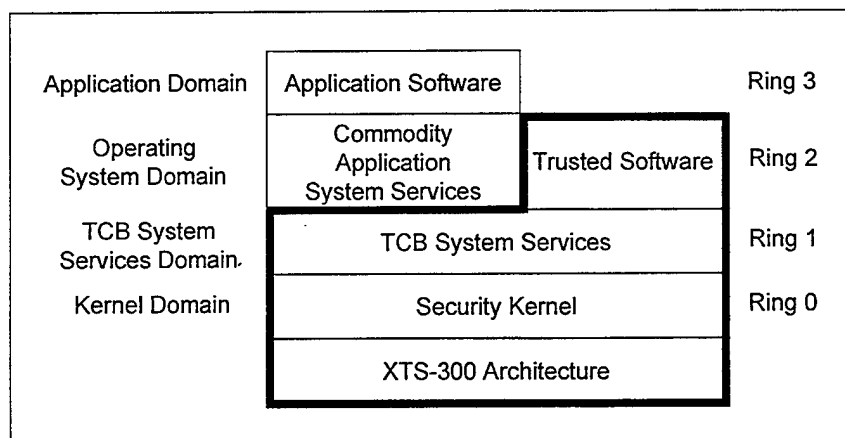 Application Domain Application Software Ring 3
Operating
System Domain
Commodity
Application
System Services
Trusted Software
Ring 2
TCB System
Services Domain
TCB System Services
Ring 1
Kernel Domain Security Kernel Ring 0
XTS-300 Architecture